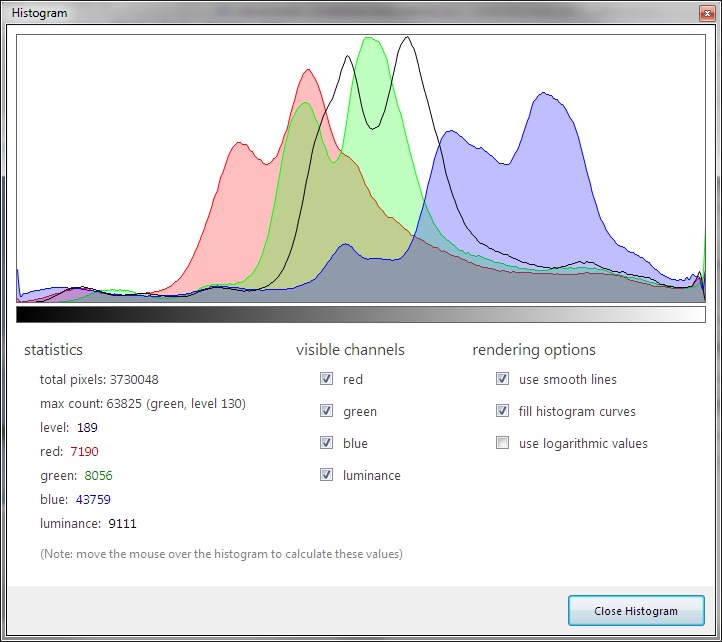 Histogram
statistics
visible channels
rendering options
total pixels: 3730048
max count: 63825 (green, level 130)
level: 189
red: 7190
green: 8056
blue: 43759
luminance: 9111
red
green
blue
luminance
use smooth lines
fill histogram curves
use logarithmic values
(Note: move the mouse over the histogram to calculate these values)
Close Histogram